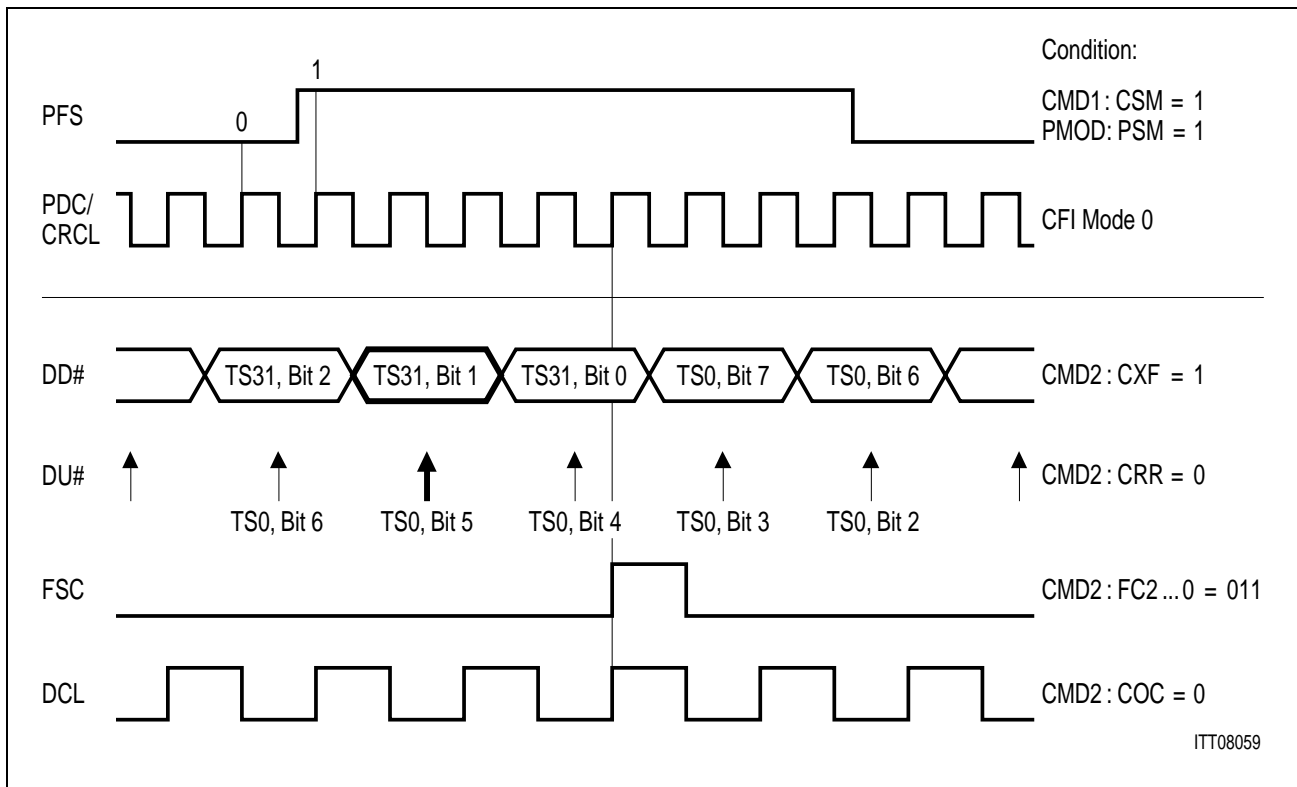 Condition:
1
CMD1: CSM = 1
PFS
0
PMOD: PSM = 1
PDC/
CRCL
CFI Mode 0
DD#
TS31, Bit 2
TS31, Bit 1
TS31, Bit 0
TS0, Bit 7
TS0, Bit 6
CMD2 : CXF = 1
DU#
CMD2 : CRR = 0
TS0, Bit 6
TS0, Bit 5
TS0, Bit 4
TS0, Bit 3
TS0, Bit 2
FSC
CMD2 : FC2 ... 0 = 011
DCL
CMD2 : COC = 0
ITT08059